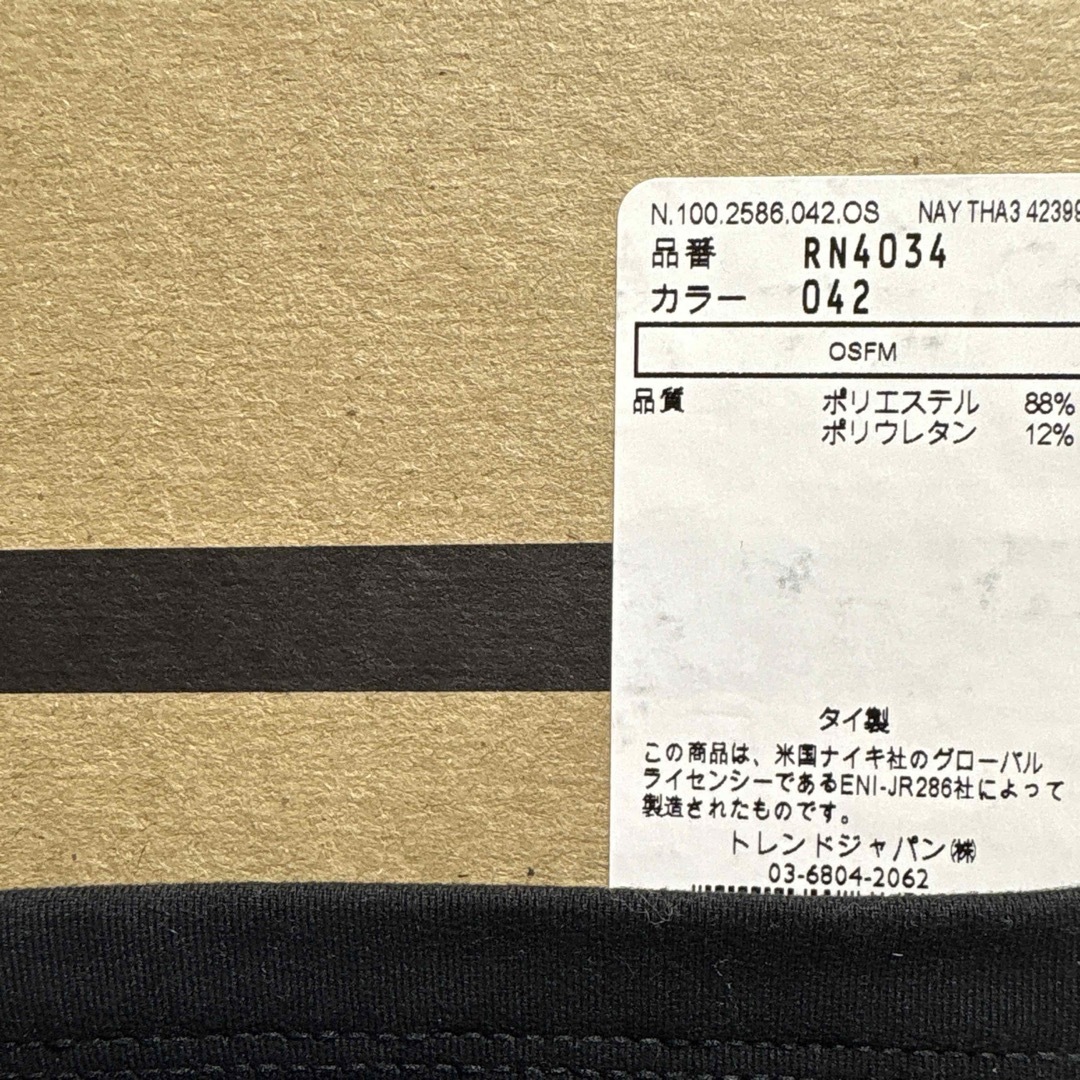 N.100.2586.042.OS NAY THA3 42399
品番 RN4034
カラー 042
OSFM
品質 ポリエステル 88%
ポリウレタン 12%
タイ製
この商品は、米国ナイキ社のグローバル
ライセンシーであるENI-JR286社によって
製造されたものです。
トレンドジャパン㈱
03-6804-2062